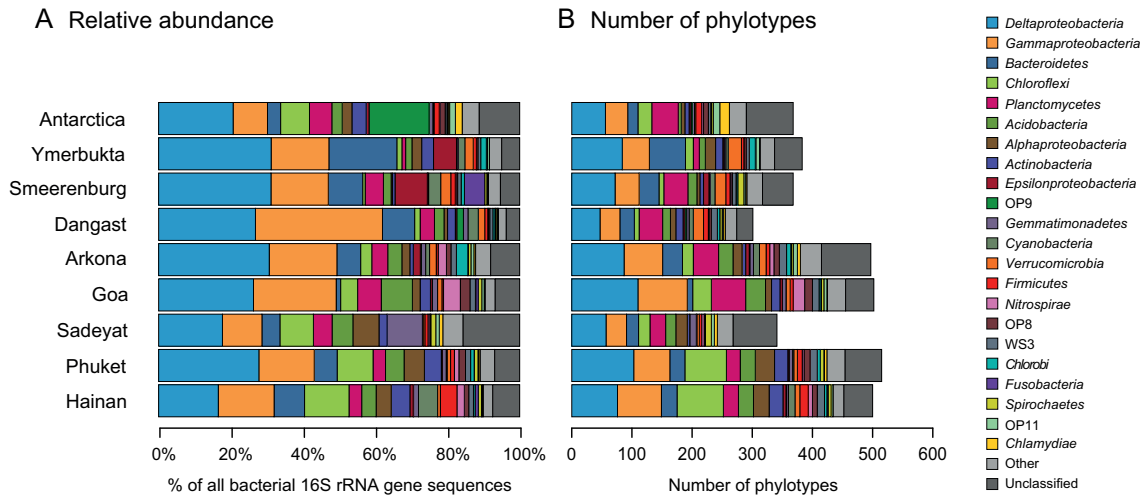 A Relative abundance
B Number of phylotypes
Antarctica
Ymerbukta
Smeerenburg
Dangast
Arkona
Goa
Sadeyat
Phuket
Hainan
0% 20% 40% 60% 80% 100%
% of all bacterial 16S rRNA gene sequences
0 100 200 300 400 500 600
Number of phylotypes
Deltaproteobacteria
Gammaproteobacteria
Bacteroidetes
Chloroflexi
Planctomycetes
Acidobacteria
Alphaproteobacteria
Actinobacteria
Epsilonproteobacteria
OP9
Gemmatimonadetes
Cyanobacteria
Verrucomicrobia
Firmicutes
Nitrospirae
OP8
WS3
Chlorobi
Fusobacteria
Spirochaetes
OP11
Chlamydiae
Other
Unclassified